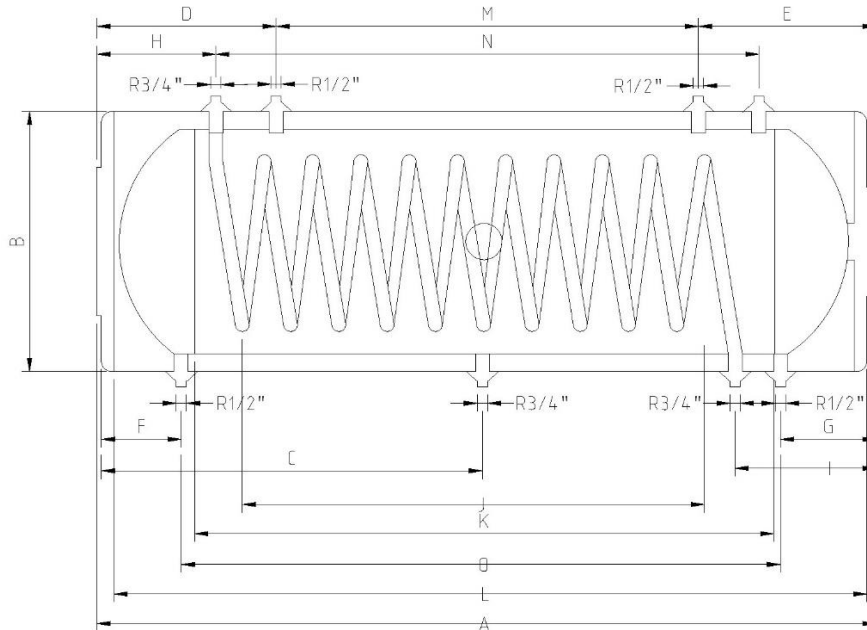 D M E
H N
R3/4" R1/2" R1/2"
B
R1/2" R3/4" R3/4" R1/2"
F G
C I
J
K
O
L
A